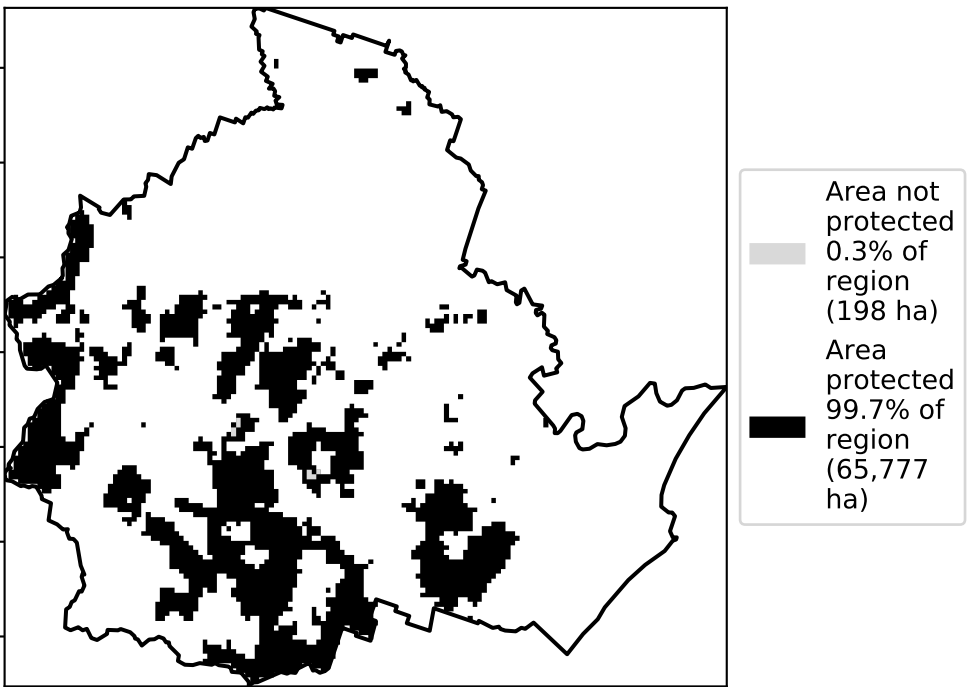 Area not
protected
0.3% of
region
(198 ha)
Area
protected
99.7% of
region
(65,777
ha)